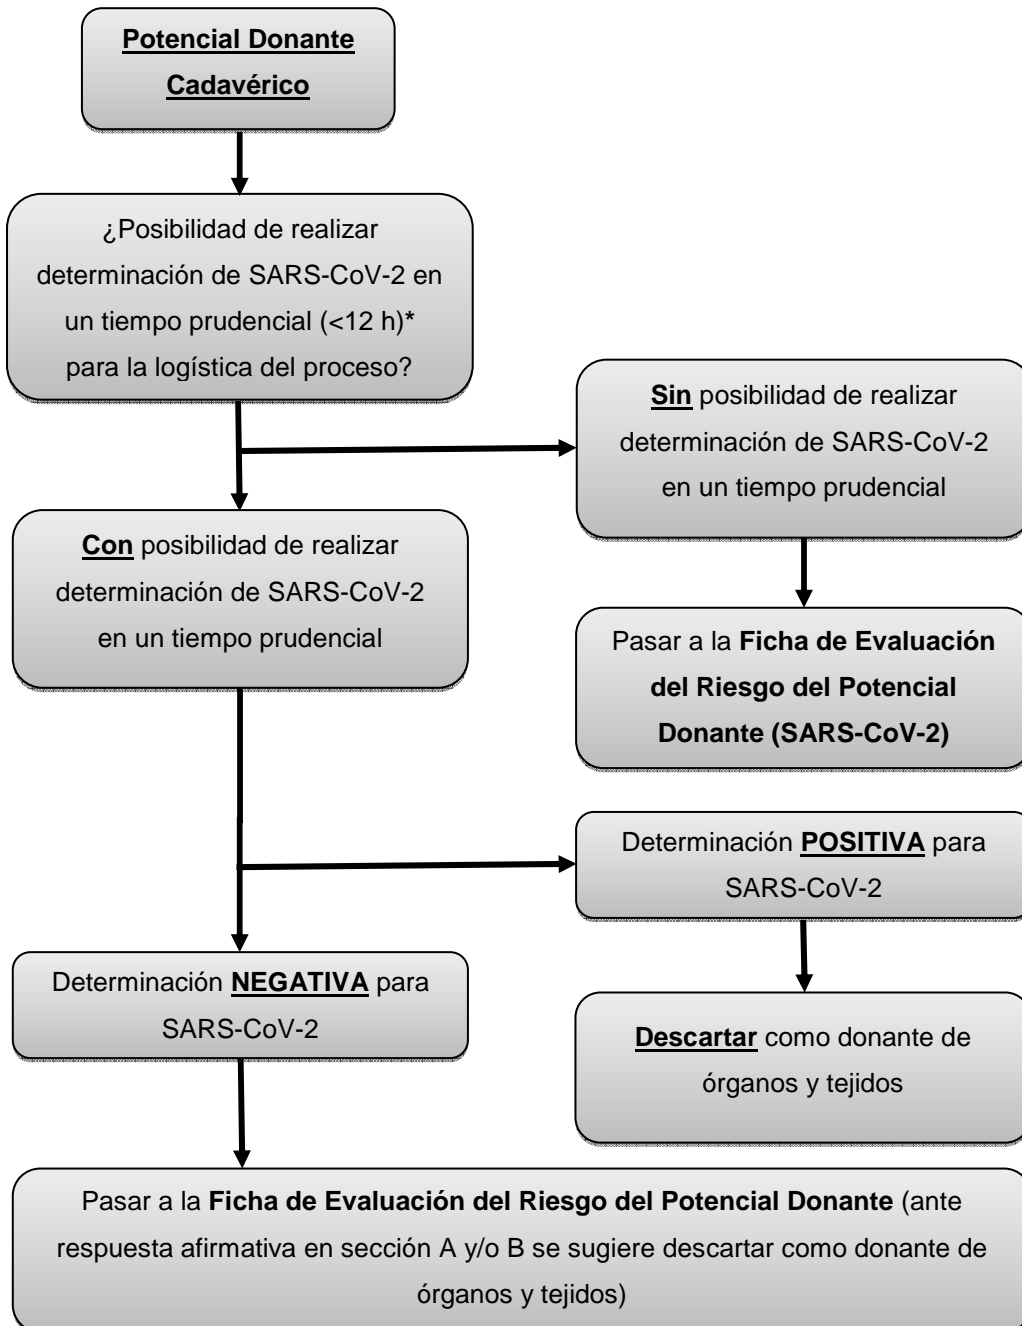 Potencial Donante
Cadavérico
¿Posibilidad de realizar
determinación de SARS-CoV-2 en
un tiempo prudencial (<12 h)*
para la logística del proceso?
Sin posibilidad de realizar
determinación de SARS-CoV-2
en un tiempo prudencial
Con posibilidad de realizar
determinación de SARS-CoV-2
en un tiempo prudencial
Pasar a la Ficha de Evaluación
del Riesgo del Potencial
Donante (SARS-CoV-2)
Determinación POSITIVA para
SARS-CoV-2
Determinación NEGATIVA para
SARS-CoV-2
Descartar como donante de
órganos y tejidos
Pasar a la Ficha de Evaluación del Riesgo del Potencial Donante (ante
respuesta afirmativa en sección A y/o B se sugiere descartar como donante de
órganos y tejidos)